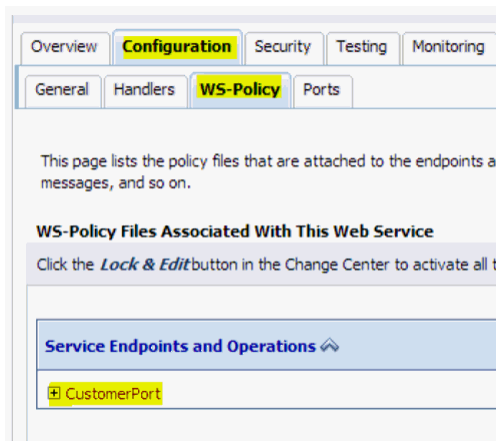 Overview Configuration Security Testing Monitoring
General Handlers WS-Policy Ports
This page lists the policy files that are attached to the endpoints a
messages, and so on.
WS-Policy Files Associated With This Web Service
Click the Lock & Edit button in the Change Center to activate all t
Service Endpoints and Operations
CustomerPort